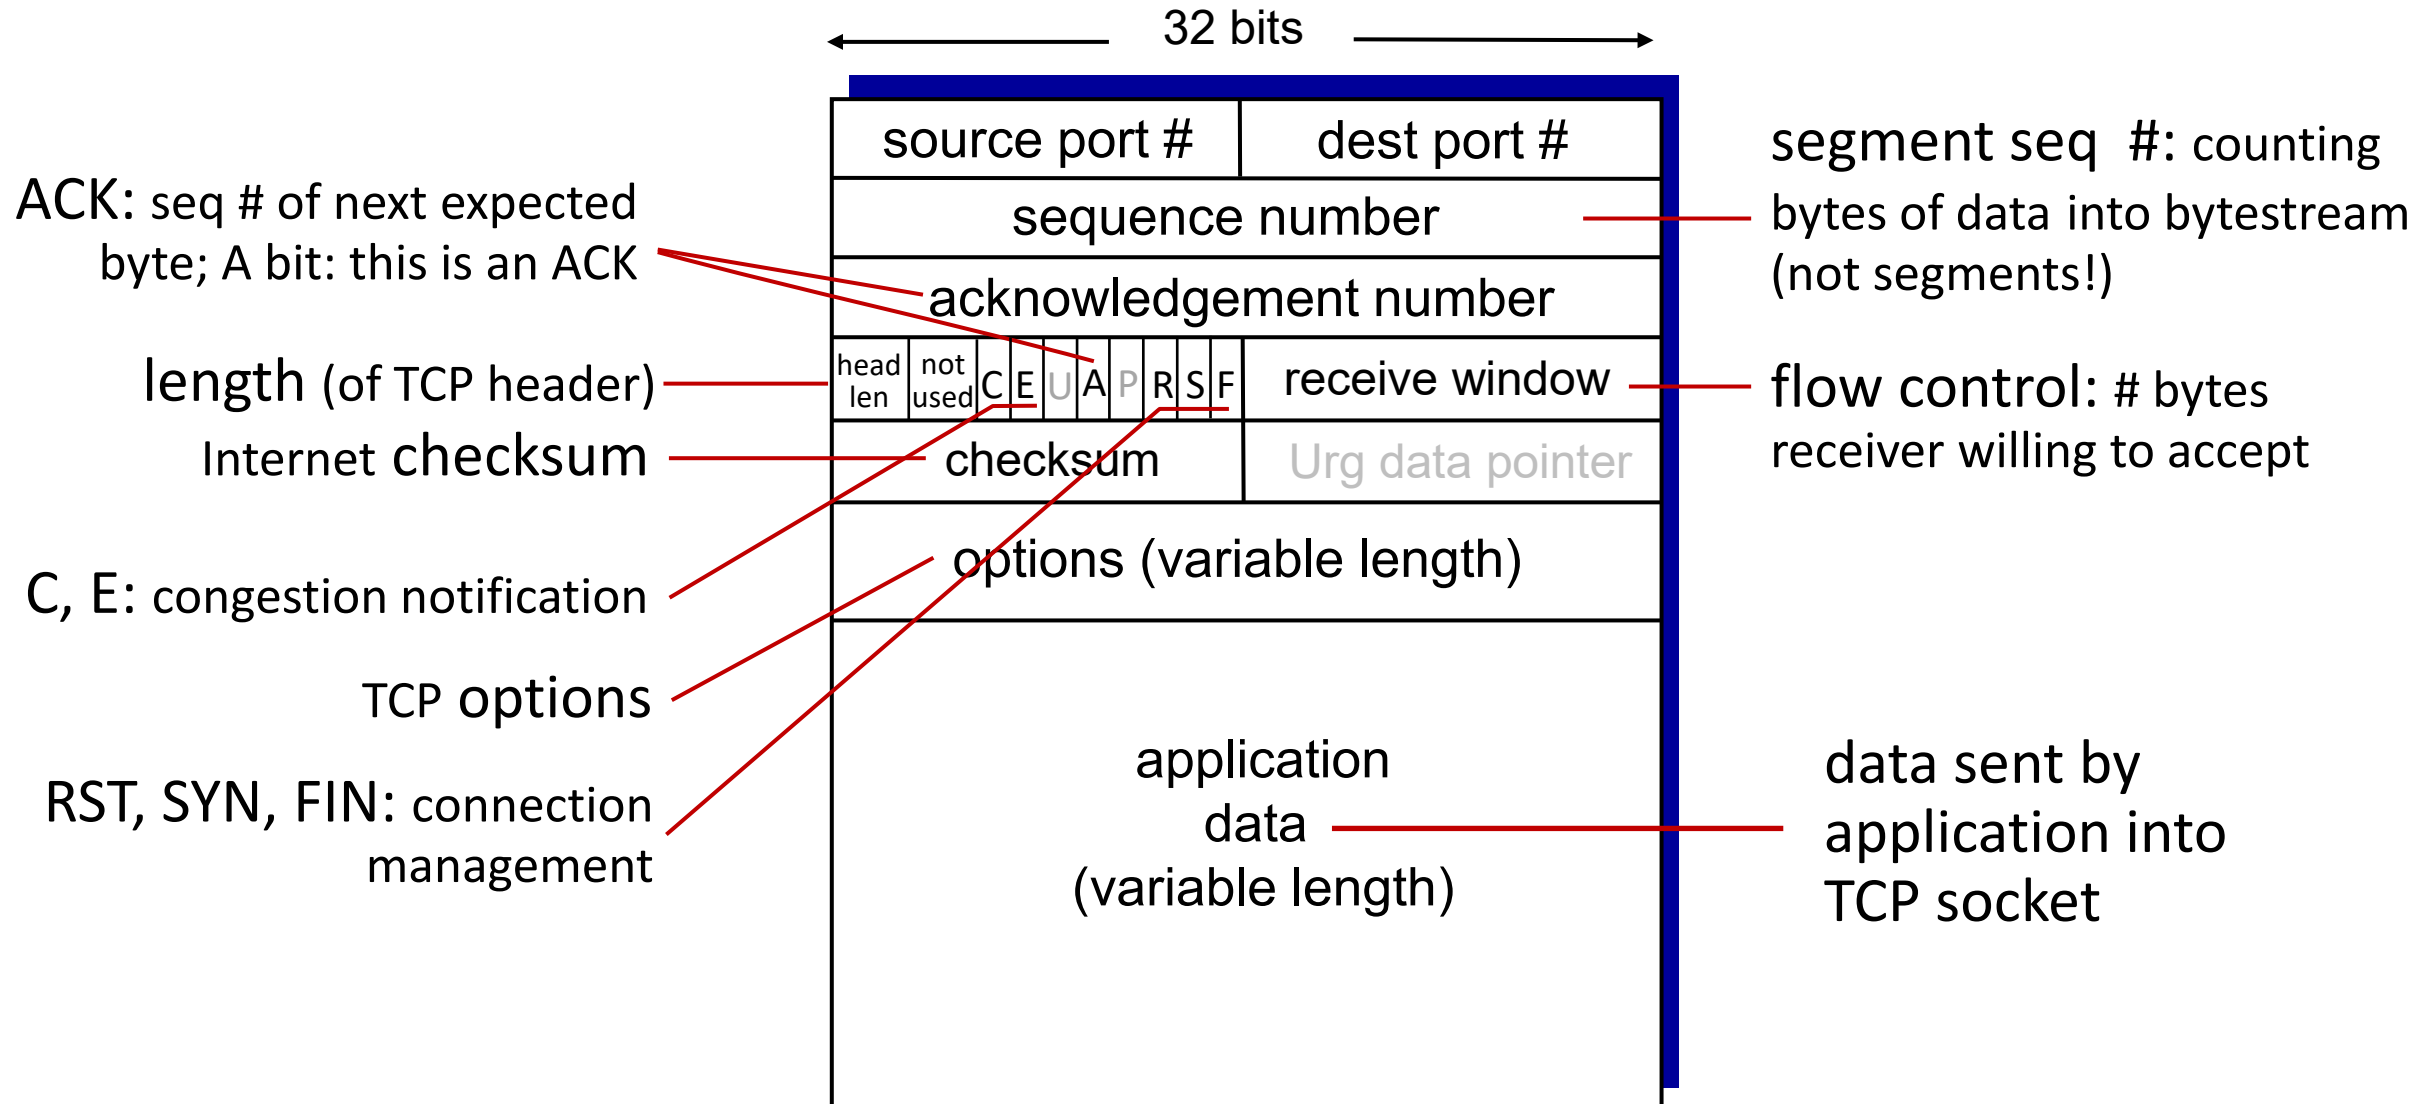 32 bits
source port #
dest port #
sequence number
acknowledgement number
head
len
not
used
C
E
U
A
P
R
S
F
receive window
checksum
Urg data pointer
options (variable length)
application
data
(variable length)
ACK: seq # of next expected
byte; A bit: this is an ACK
length (of TCP header)
Internet checksum
C, E: congestion notification
TCP options
RST, SYN, FIN: connection
management
segment seq #: counting
bytes of data into bytestream
(not segments!)
flow control: # bytes
receiver willing to accept
data sent by
application into
TCP socket